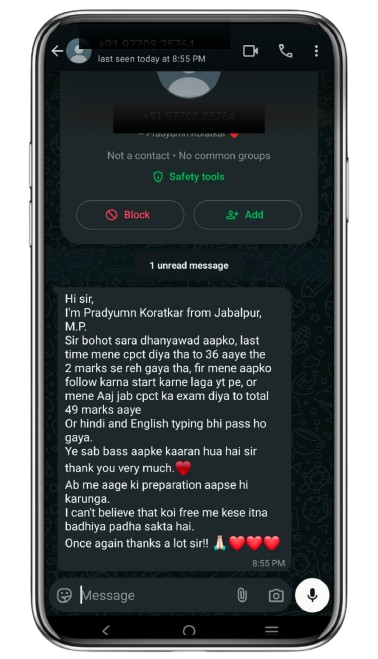 last seen today at 8:55 PM
~ Pradyumn Koratkar ❤️
Not a contact • No common groups
Safety tools
Block
Add
1 unread message
Hi sir,
I'm Pradyumn Koratkar from Jabalpur,
M.P.
Sir bohot sara dhanyawad aapko, last
time mene cpct diya tha to 36 aaye the
2 marks se reh gaya tha, fir mene aapko
follow karna start karne laga yt pe, or
mene Aaj jab cpct ka exam diya to total
49 marks aaye
Or hindi and English typing bhi pass ho
gaya.
Ye sab bass aapke kaaran hua hai sir
thank you very much.❤️
Ab me aage ki preparation aapse hi
karunga.
I can't believe that koi free me kese itna
badhiya padha sakta hai.
Once again thanks a lot sir!! 🙏🏻❤️❤️❤️
8:55 PM
Message